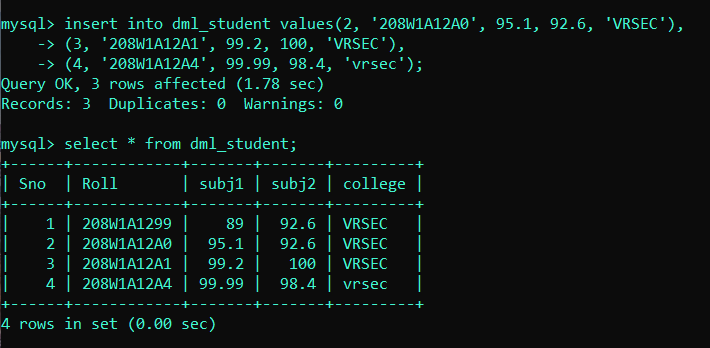 mysql> insert into dml_student values(2, '208W1A12A0', 95.1, 92.6, 'VRSEC'),
    -> (3, '208W1A12A1', 99.2, 100, 'VRSEC'),
    -> (4, '208W1A12A4', 99.99, 98.4, 'vrsec');
Query OK, 3 rows affected (1.78 sec)
Records: 3  Duplicates: 0  Warnings: 0

mysql> select * from dml_student;
+------+------------+-------+-------+---------+
| Sno  | Roll       | subj1 | subj2 | college |
+------+------------+-------+-------+---------+
|    1 | 208W1A1299 |    89 |  92.6 | VRSEC   |
|    2 | 208W1A12A0 |  95.1 |  92.6 | VRSEC   |
|    3 | 208W1A12A1 |  99.2 |   100 | VRSEC   |
|    4 | 208W1A12A4 | 99.99 |  98.4 | vrsec   |
+------+------------+-------+-------+---------+
4 rows in set (0.00 sec)